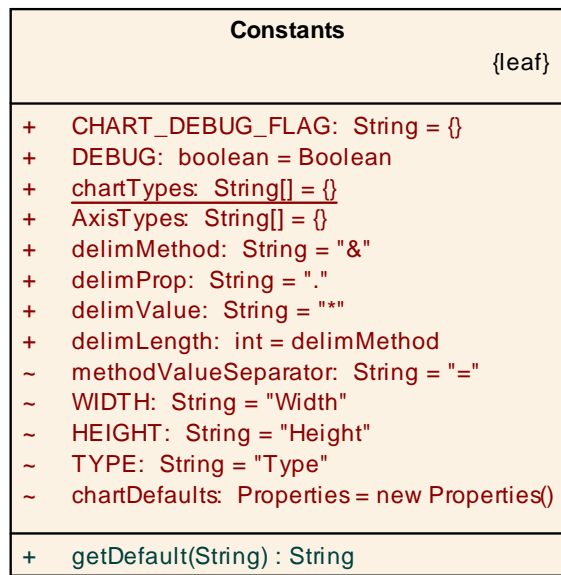 Constants
{leaf}
+ CHART_DEBUG_FLAG: String = {}
+ DEBUG: boolean = Boolean
+ chartTypes: String[] = {}
+ AxisTypes: String[] = {}
+ delimMethod: String = "&"
+ delimProp: String = "."
+ delimValue: String = "*"
+ delimLength: int = delimMethod
~ methodValueSeparator: String = "="
~ WIDTH: String = "Width"
~ HEIGHT: String = "Height"
~ TYPE: String = "Type"
~ chartDefaults: Properties = new Properties()
+ getDefault(String) : String